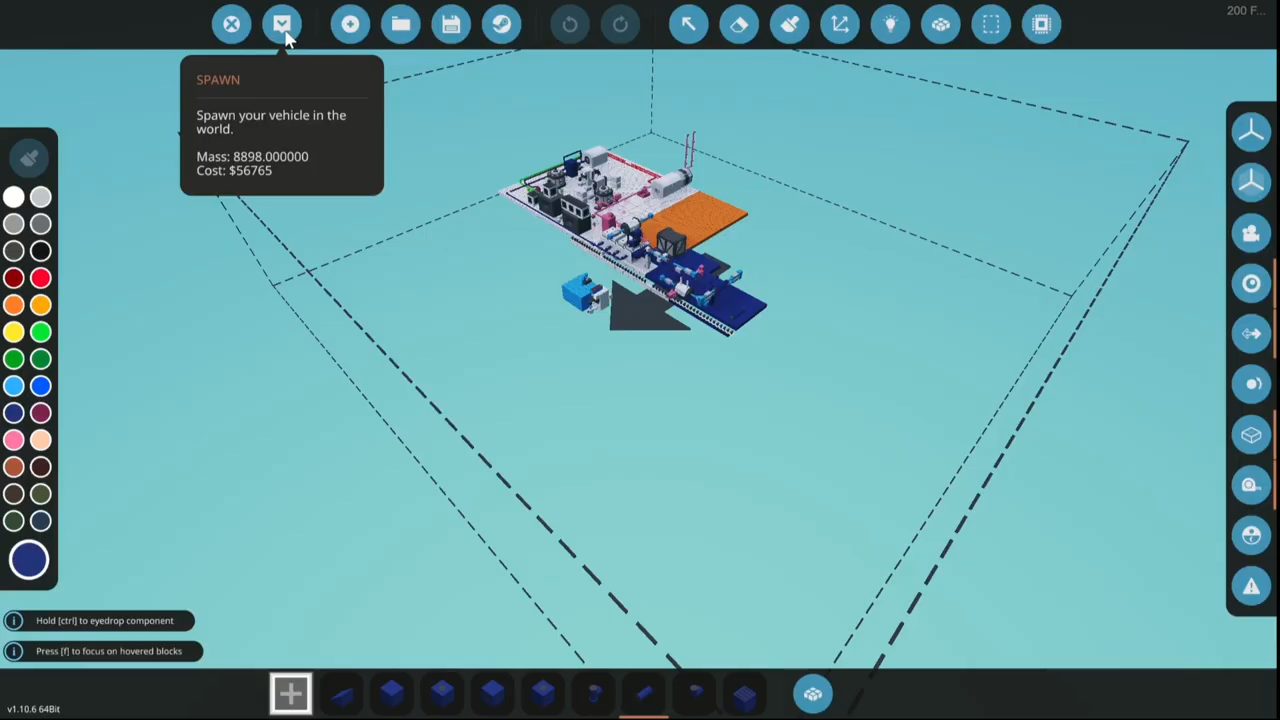 200 F...
SPAWN
Spawn your vehicle in the
world.
Mass: 8898.000000
Cost: $56765
Hold [ctrl] to eyedrop component
Press [f] to focus on hovered blocks
v1.10.6 64Bit